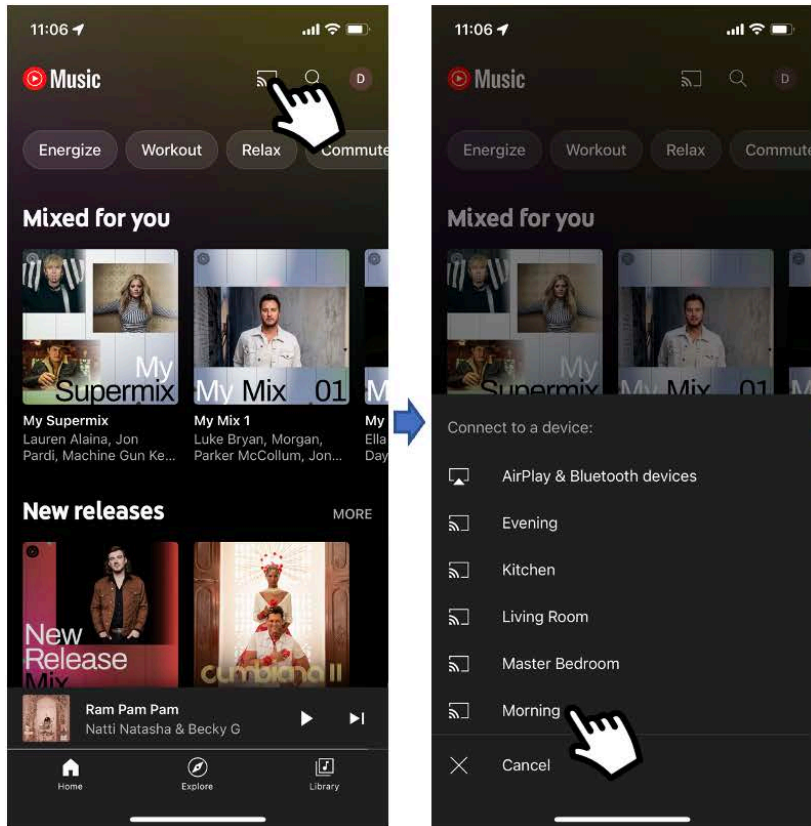 11:06
Music
D
Energize
Workout
Relax
Commute
Mixed for you
My
Supermix
My Mix 01
M
My Supermix
Lauren Alaina, Jon
Pardi, Machine Gun Ke...
My Mix 1
Luke Bryan, Morgan,
Parker McCollum, Jon...
My
Ella
Day
New releases
MORE
New
Release
Mix
cumbiana II
Ram Pam Pam
Natti Natasha & Becky G
Home
Explore
Library
11:06
Music
D
Energize
Workout
Relax
Commute
Mixed for you
My
Supermix
My Mix 01
M
Connect to a device:
AirPlay & Bluetooth devices
Evening
Kitchen
Living Room
Master Bedroom
Morning
Cancel